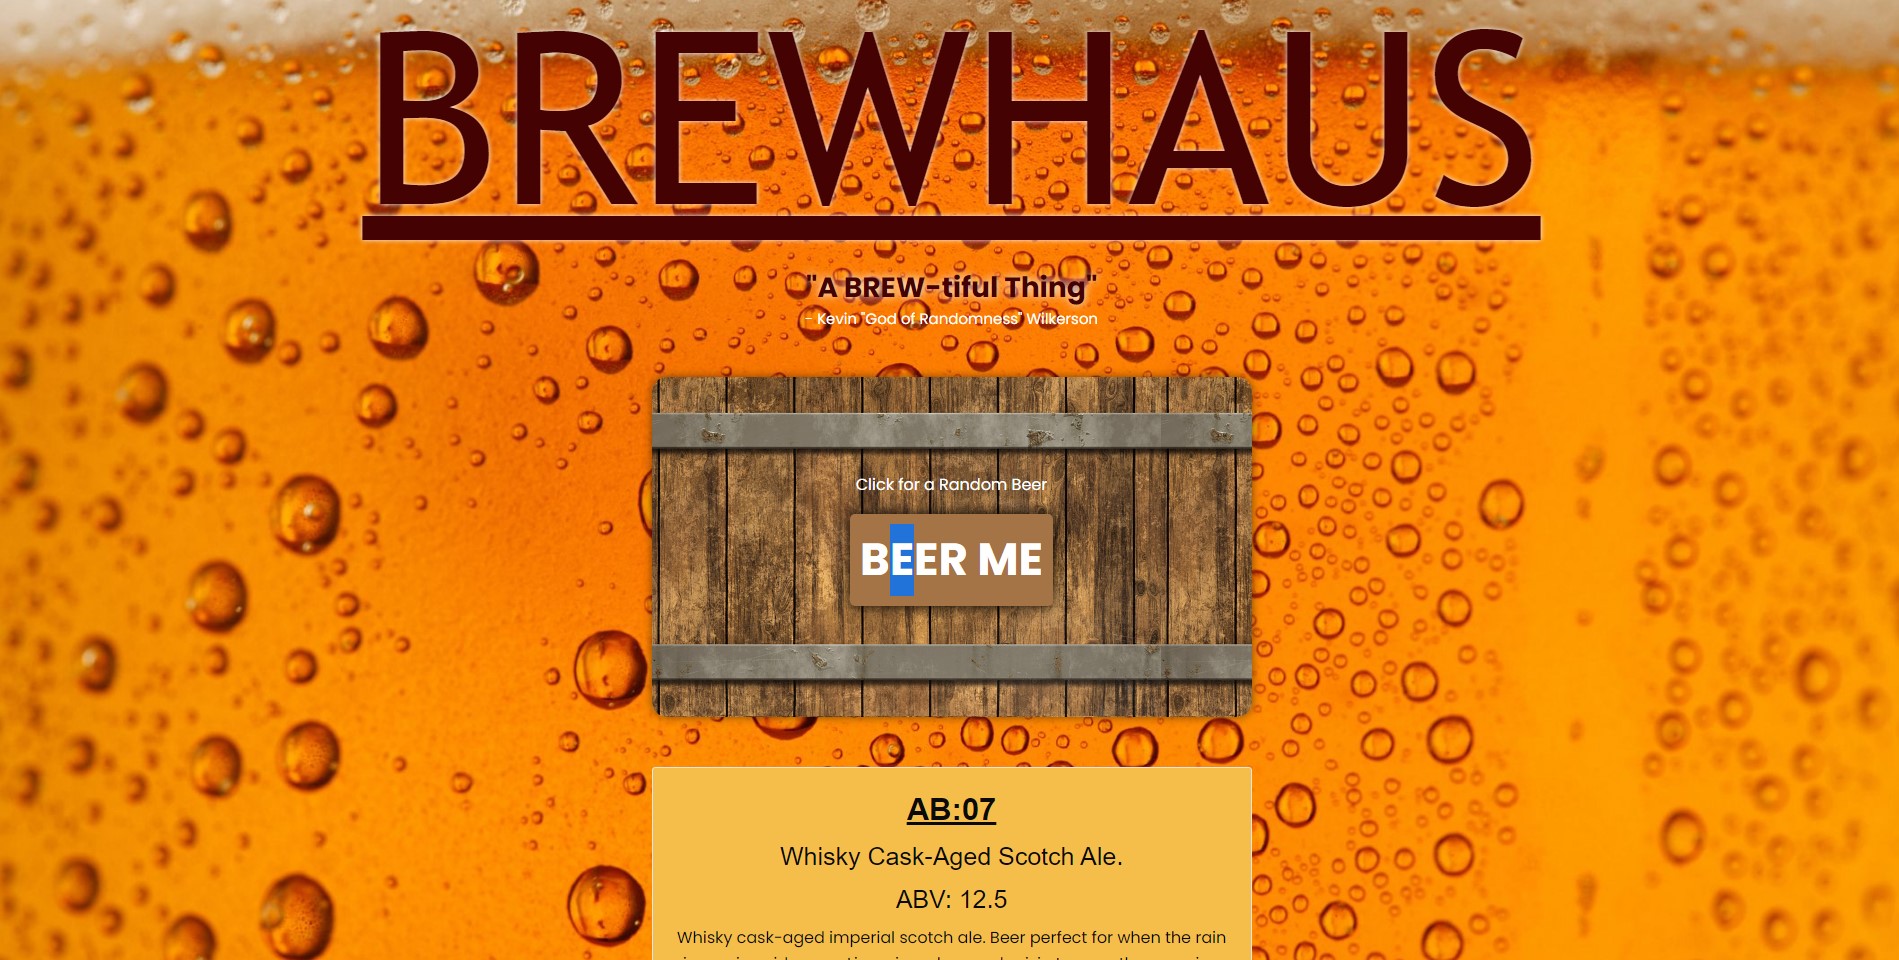 BREWHAUS
"A BREW-tiful Thing"
- Kevin "God of Randomness" Wilkerson
Click for a Random Beer
BEER ME
AB:07
Whisky Cask-Aged Scotch Ale.
ABV: 12.5
Whisky cask-aged imperial scotch ale. Beer perfect for when the rain